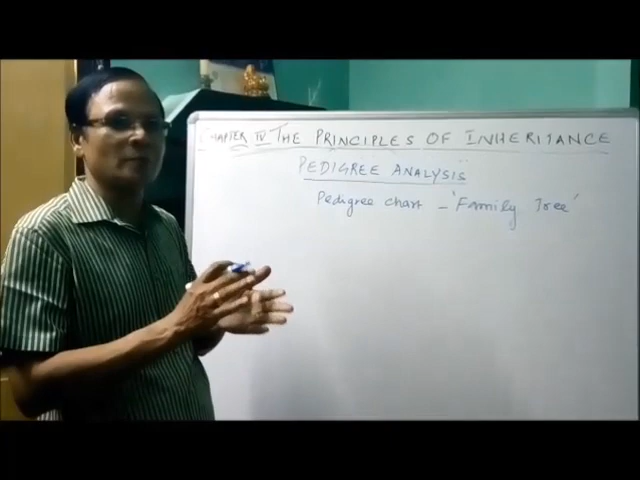 CHAPTER IV THE PRINCIPLES OF INHERITANCE
PEDIGREE ANALYSIS
Pedigree chart - 'Family Tree'